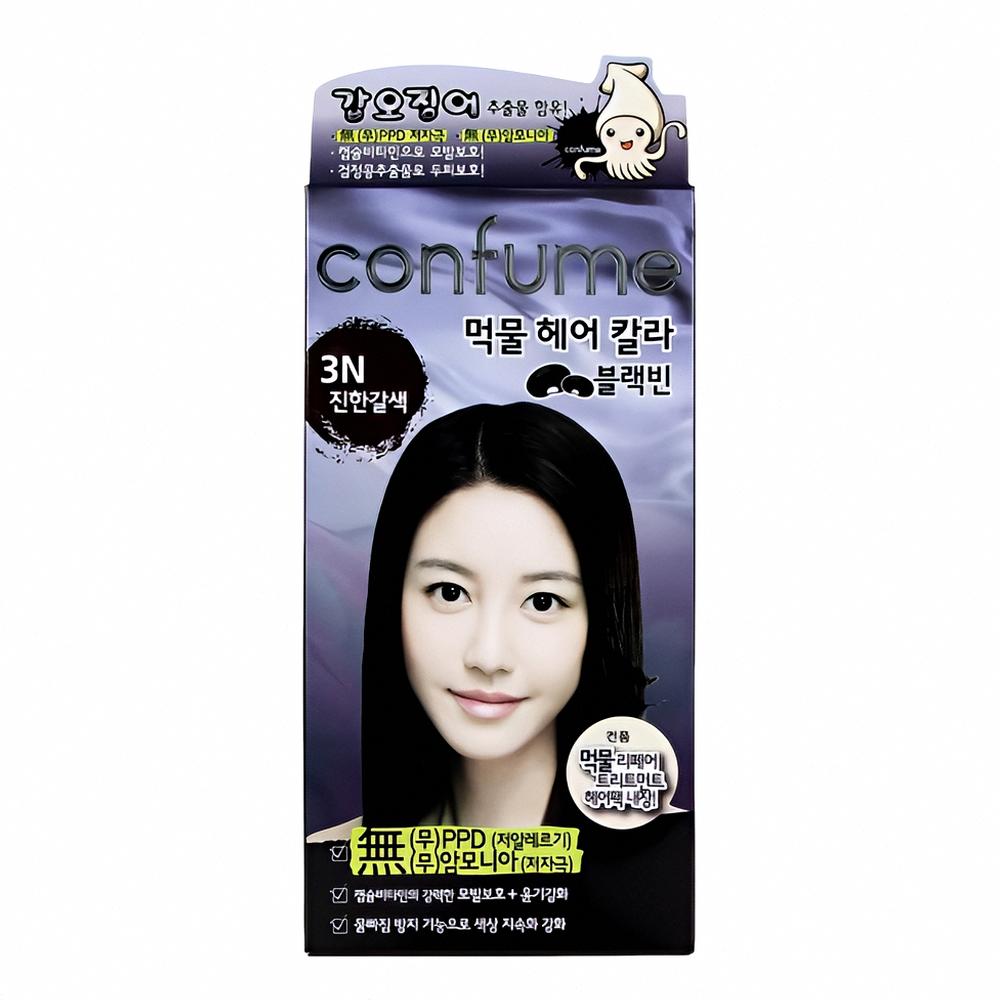 갑오징어 추출물 함유!
· 無 (무)PPD 저자극 · 無 (무)암모니아
· 캡슐비타민으로 모발보호!
· 검정콩추출물로 두피보호!
confume
confume
먹물 헤어 칼라
블랙빈
3N
진한갈색
컨품
먹물 리페어
트리트먼트
헤어팩 내장!
無 (무)PPD (저알레르기)
(무)암모니아 (저자극)
캡슐비타민의 강력한 모발보호 + 윤기강화
물빠짐 방지 기능으로 색상 지속화 강화